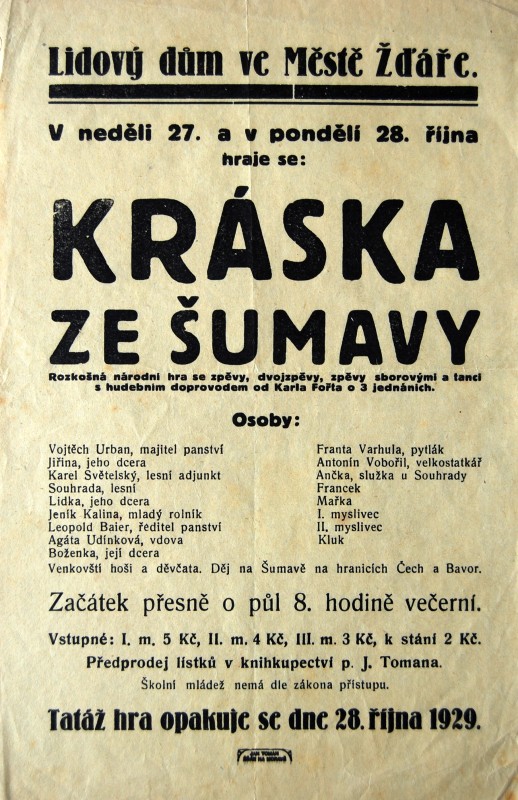 Lidový dům ve Městě Žďáře.
V neděli 27. a v pondělí 28. října
hraje se:
KRÁSKA
ZE ŠUMAVY
Rozkošná národní hra se zpěvy, dvojzpěvy, zpěvy sborovými a tanci
s hudebním doprovodem od Karla Fořta o 3 jednáních.
Osoby:
Vojtěch Urban, majitel panství
Jiřina, jeho dcera
Karel Světelský, lesní adjunkt
Souhrada, lesní
Lidka, jeho dcera
Jeník Kalina, mladý rolník
Leopold Baier, ředitel panství
Agáta Udínková, vdova
Boženka, její dcera
Franta Varhula, pytlák
Antonín Vobořil, velkostatkář
Ančka, služka u Souhrady
Francek
Mařka
I. myslivec
II. myslivec
Kluk
Venkovští hoši a děvčata. Děj na Šumavě na hranicích Čech a Bavor.
Začátek přesně o půl 8. hodině večerní.
Vstupné: I. m. 5 Kč, II. m. 4 Kč, III. m. 3 Kč, k stání 2 Kč.
Předprodej lístků v knihkupectví p. J. Tomana.
Školní mládež nemá dle zákona přístupu.
Tatáž hra opakuje se dne 28. října 1929.
JAN TOMAN
ŽĎÁR NA MORAVĚ